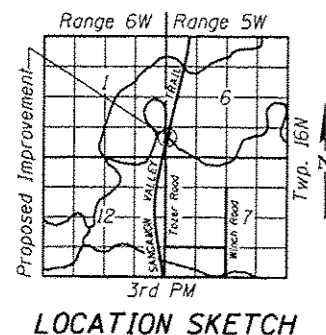 Range 6W
Range 5W
1
6
RAIL
Proposed Improvement
Twp. 16N
N
SANGAMON VALLEY
Tozer Road
12
7
Winch Road
3rd PM
LOCATION SKETCH